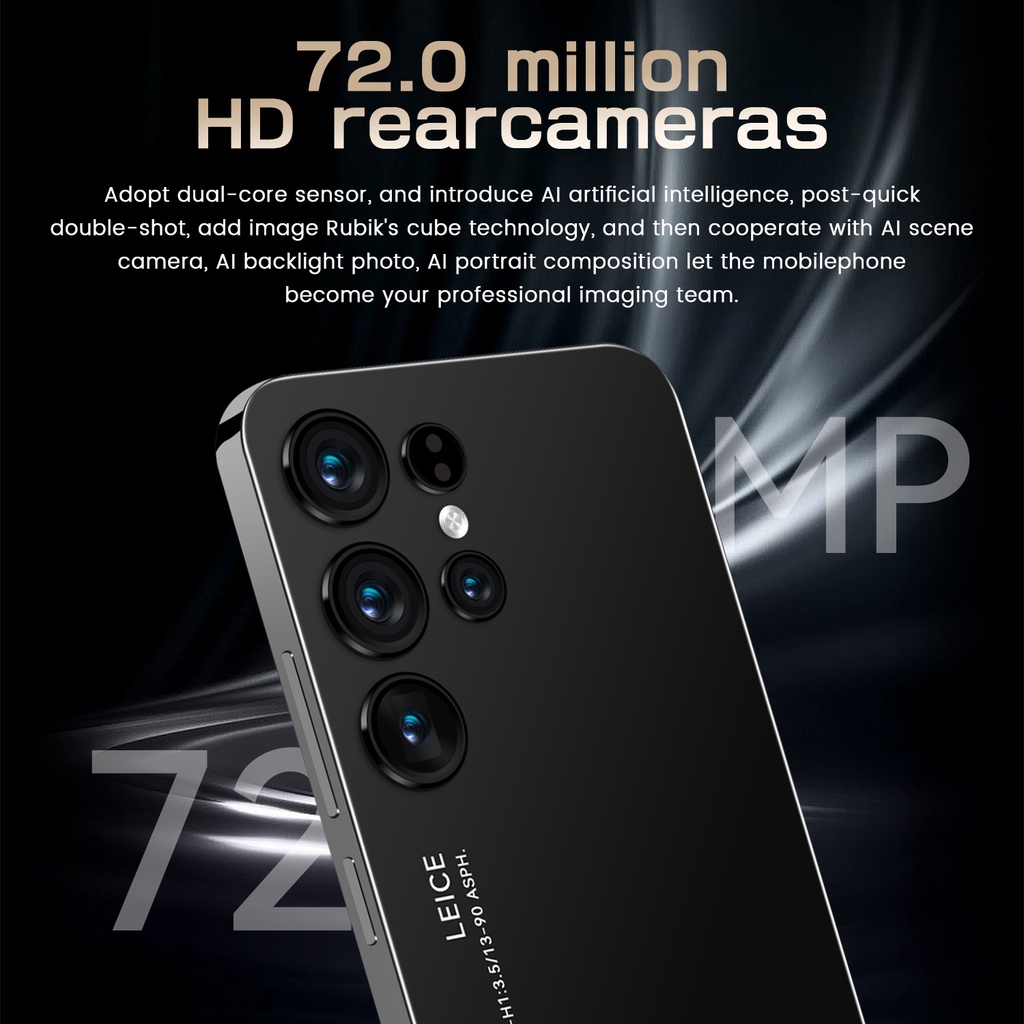 72.0 million
HD rearcameras
Adopt dual-core sensor, and introduce AI artificial intelligence, post-quick
double-shot, add image Rubik's cube technology, and then cooperate with AI scene
camera, AI backlight photo, AI portrait composition let the mobilephone
become your professional imaging team.
MP
72
LEICE
-H1:3.5/13-90 ASPH.